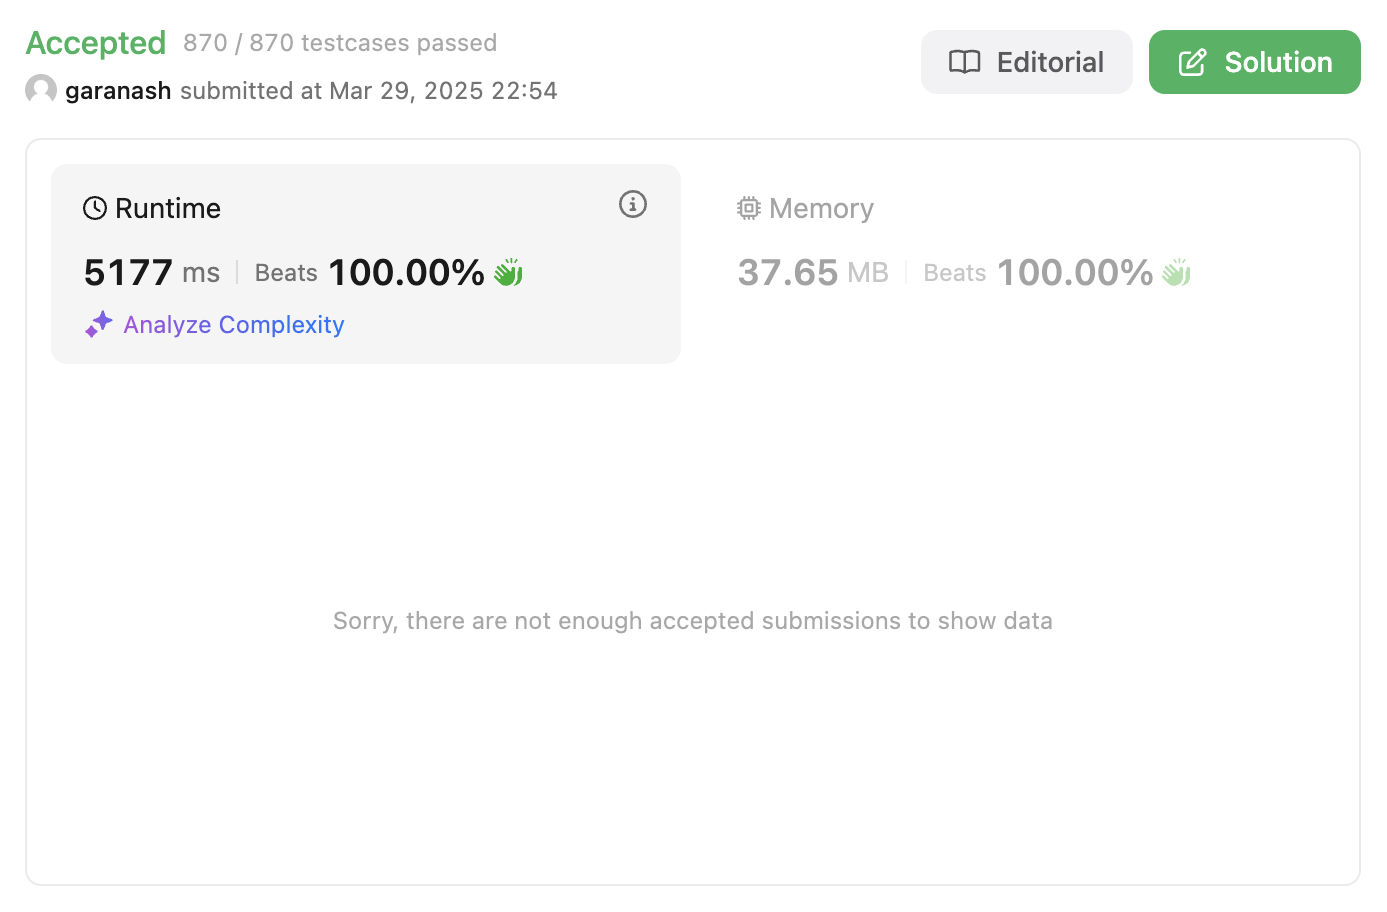 Accepted 870 / 870 testcases passed
garanash submitted at Mar 29, 2025 22:54
Editorial
Solution
Runtime
5177 ms Beats 100.00%
Analyze Complexity
Memory
37.65 MB Beats 100.00%
Sorry, there are not enough accepted submissions to show data